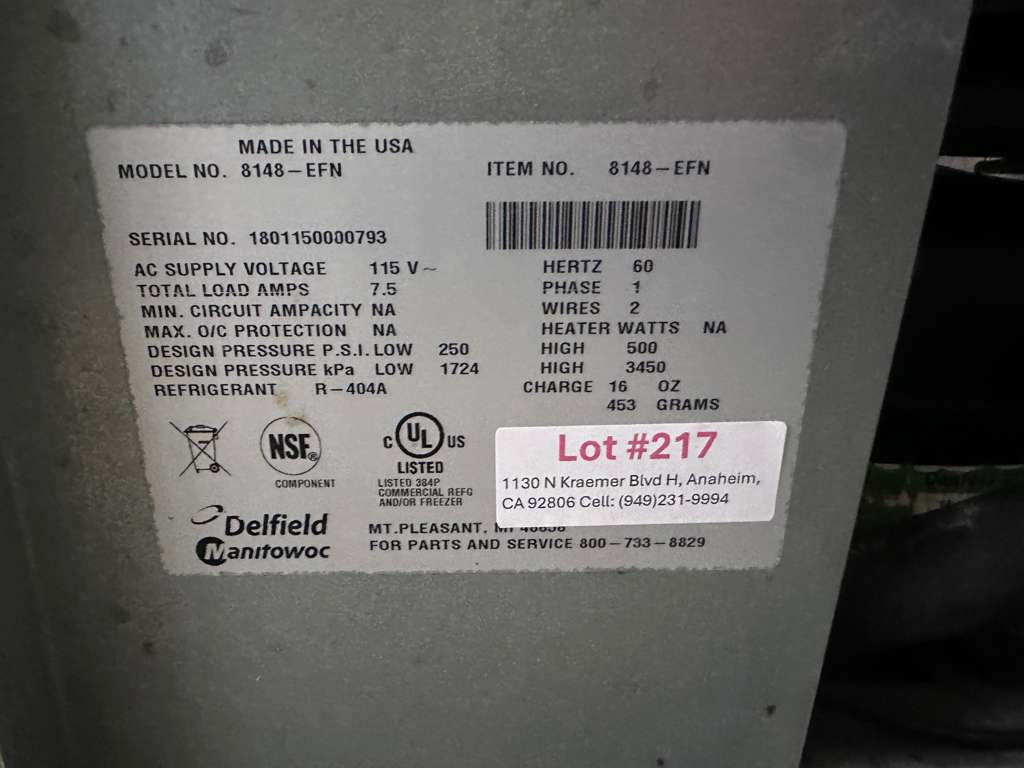 MADE IN THE USA
MODEL NO. 8148-EFN ITEM NO. 8148-EFN
SERIAL NO. 1801150000793
AC SUPPLY VOLTAGE 115 V~ HERTZ 60
TOTAL LOAD AMPS 7.5 PHASE 1
MIN. CIRCUIT AMPACITY NA WIRES 2
MAX. O/C PROTECTION NA HEATER WATTS NA
DESIGN PRESSURE P.S.I. LOW 250 HIGH 500
DESIGN PRESSURE kPa LOW 1724 HIGH 3450
REFRIGERANT R-404A CHARGE 16 OZ
453 GRAMS
NSF®
COMPONENT
C UL US
LISTED
LISTED 384P
COMMERCIAL REFG
AND/OR FREEZER
Lot #217
1130 N Kraemer Blvd H, Anaheim,
CA 92806 Cell: (949)231-9994
Delfield
Manitowoc
MT. PLEASANT,
FOR PARTS AND SERVICE 800-733-8829